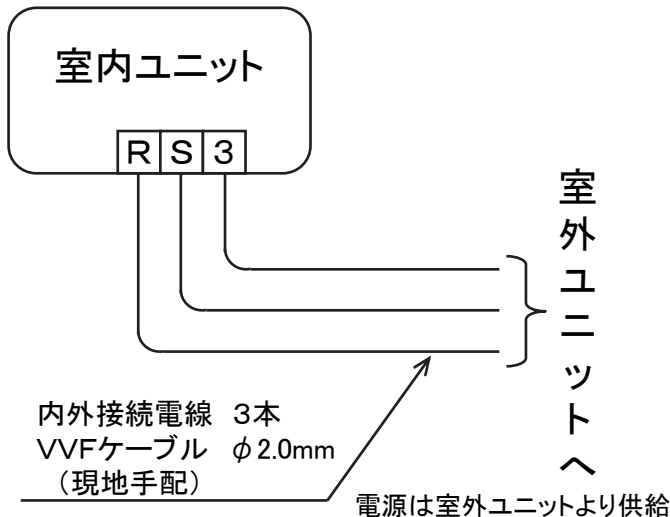 室内ユニット
R S 3
室外ユニットへ
内外接続電線 3本
VVFケーブル φ2.0mm
(現地手配)
電源は室外ユニットより供給